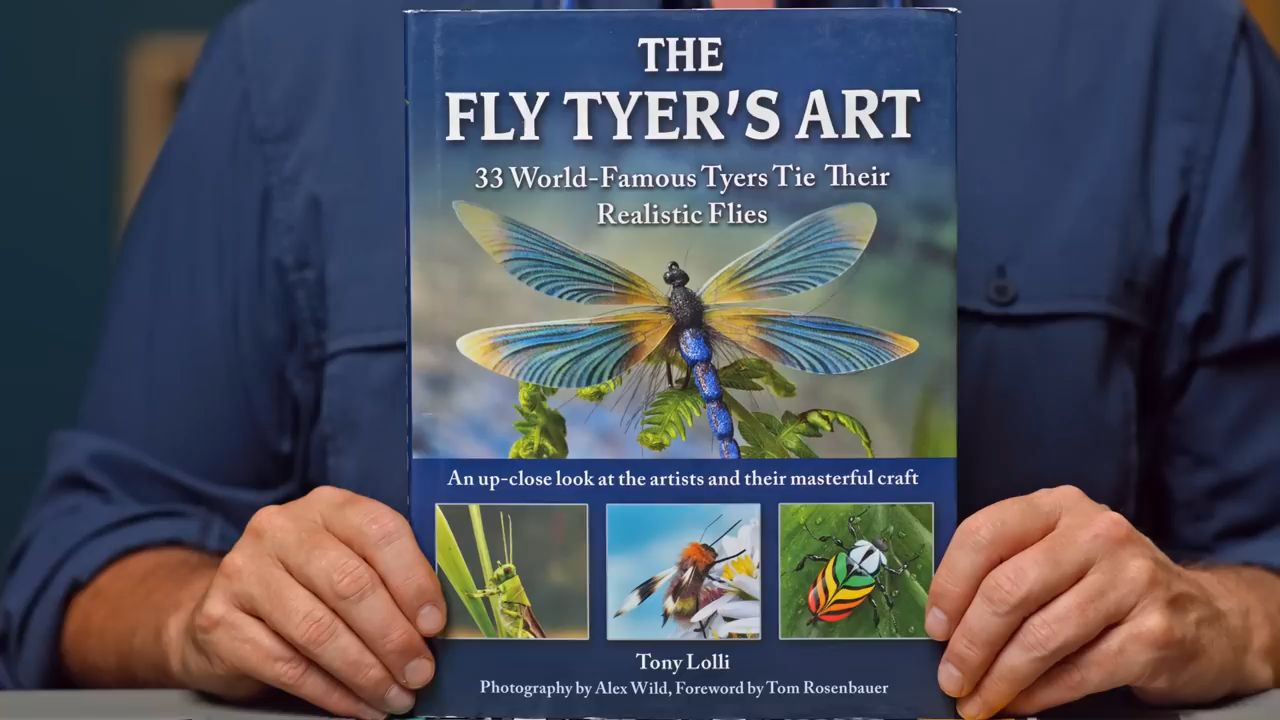 THE
FLY TYER'S ART
33 World-Famous Tyers Tie Their
Realistic Flies
An up-close look at the artists and their masterful craft
Tony Lolli
Photography by Alex Wild, Foreword by Tom Rosenbauer